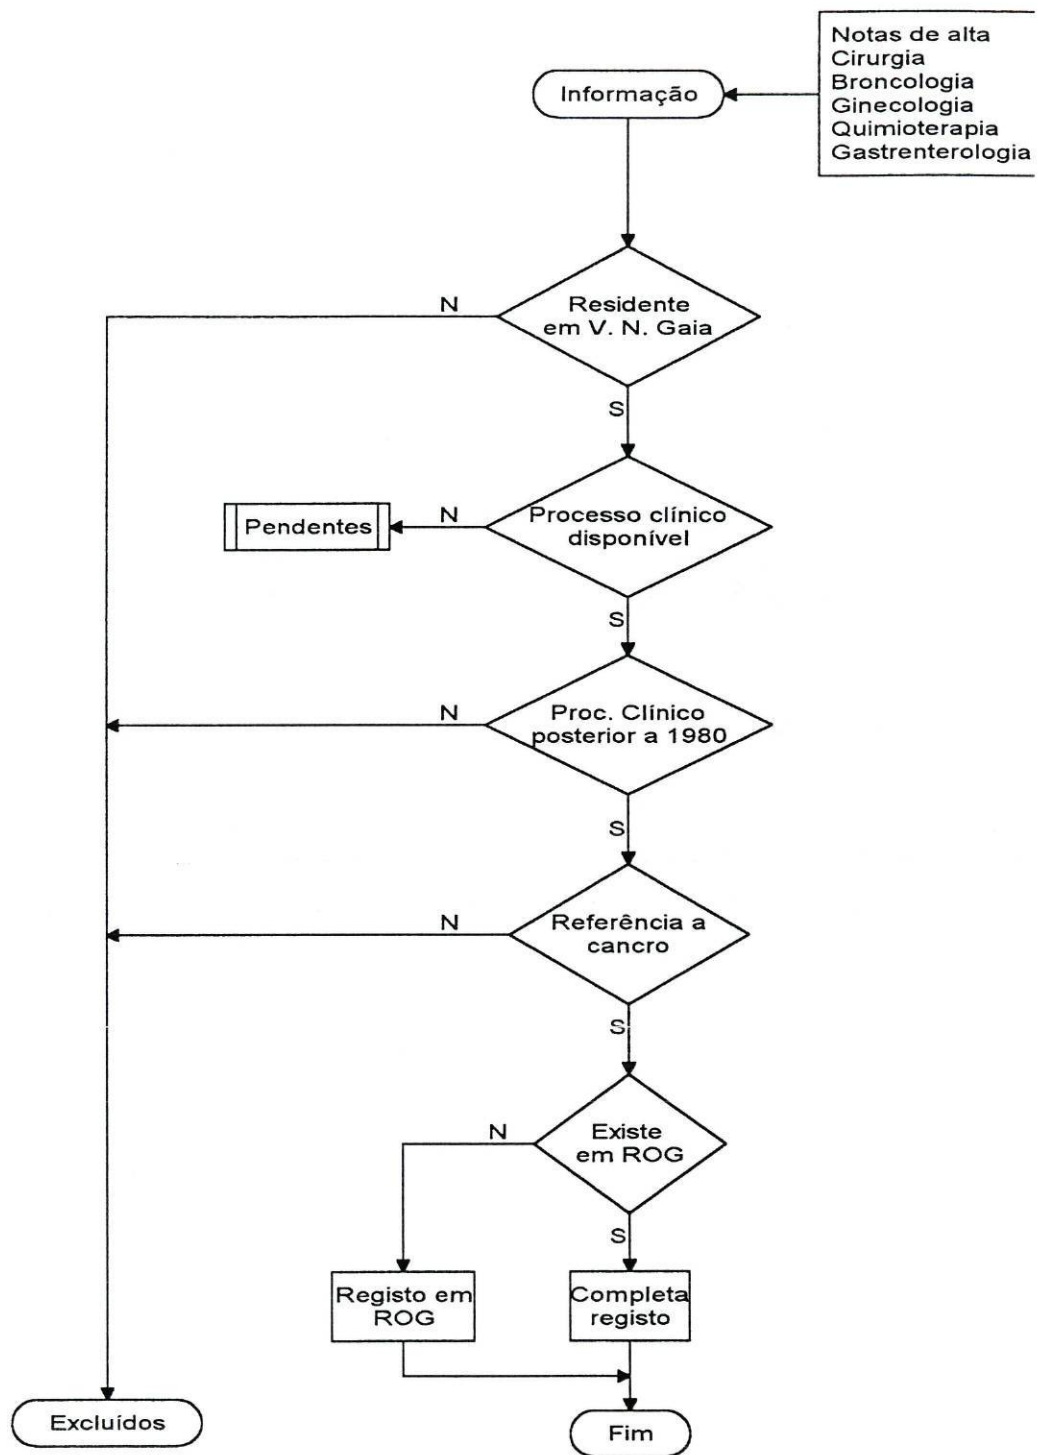 Notas de alta
Cirurgia
Broncologia
Ginecologia
Quimioterapia
Gastrenterologia
Informação
N
Residente
em V. N. Gaia
S
Pendentes
N
Processo clínico
disponível
S
N
Proc. Clínico
posterior a 1980
S
N
Referência a
cancro
S
N
Existe
em ROG
S
Registo em
ROG
Completa
registo
Excluídos
Fim